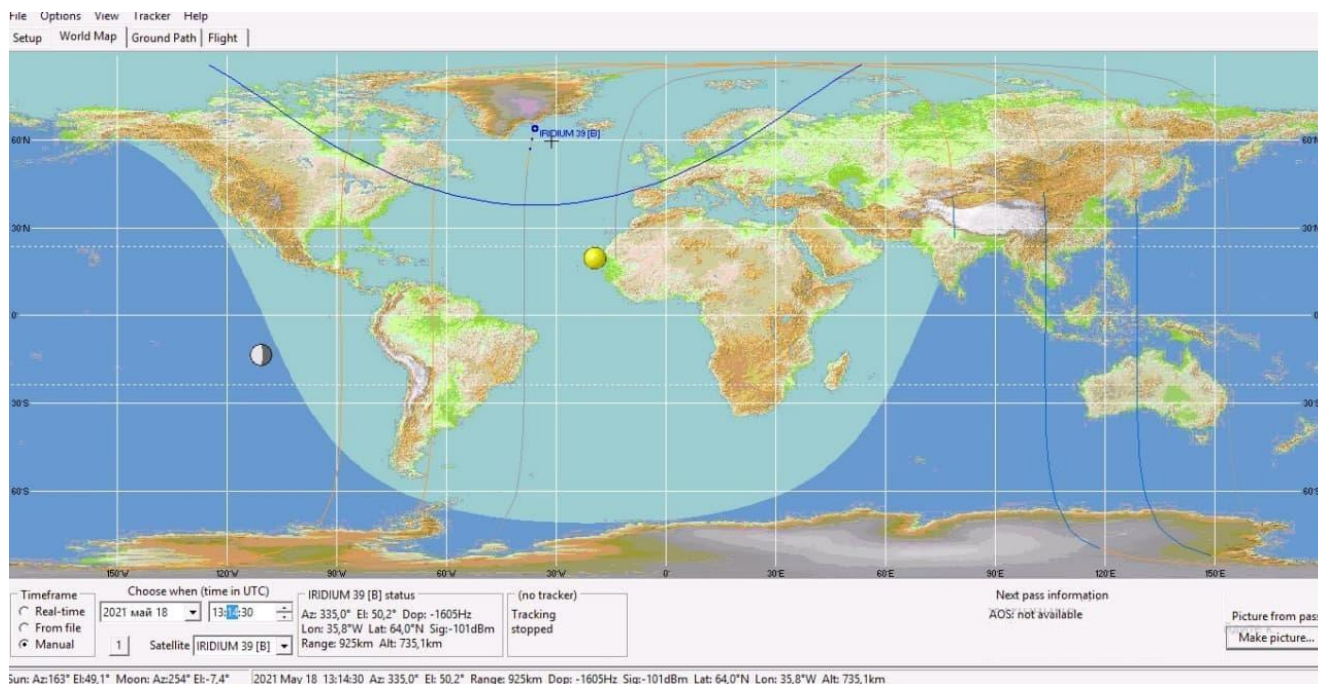 File Options View Tracker Help
Setup World Map Ground Path Flight
60°N 60°N
IRIDIUM 39 [B]
30°N 30°N
0°
30°S 30°S
60°S 60°S
150°W 120°W 90°W 60°W 30°W 0° 30°E 60°E 90°E 120°E 150°E
Timeframe
Real-time
From file
Manual
Choose when (time in UTC)
2021 май 18 13:14:30
1 Satellite IRIDIUM 39 [B]
IRIDIUM 39 [B] status
Az: 335,0° El: 50,2° Dop: -1605Hz
Lon: 35,8°W Lat: 64,0°N Sig:-101dBm
Range: 925km Alt: 735,1km
(no tracker)
Tracking
stopped
Next pass information
AOS: not available
Picture from pass
Make picture...
Sun: Az:163° El:49,1° Moon: Az:254° El:-7,4° 2021 May 18 13:14:30 Az: 335,0° El: 50,2° Range: 925km Dop: -1605Hz Sig:-101dBm Lat: 64,0°N Lon: 35,8°W Alt: 735,1km